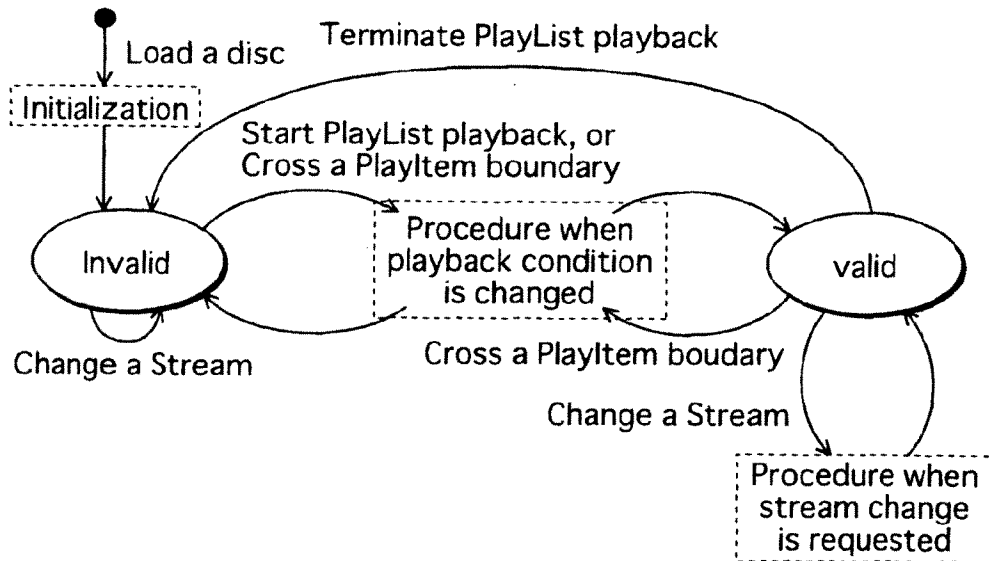 Load a disc
Terminate PlayList playback
Initialization
Start PlayList playback, or
Cross a PlayItem boundary
Invalid
Procedure when
playback condition
is changed
valid
Change a Stream
Cross a PlayItem boudary
Change a Stream
Procedure when
stream change
is requested